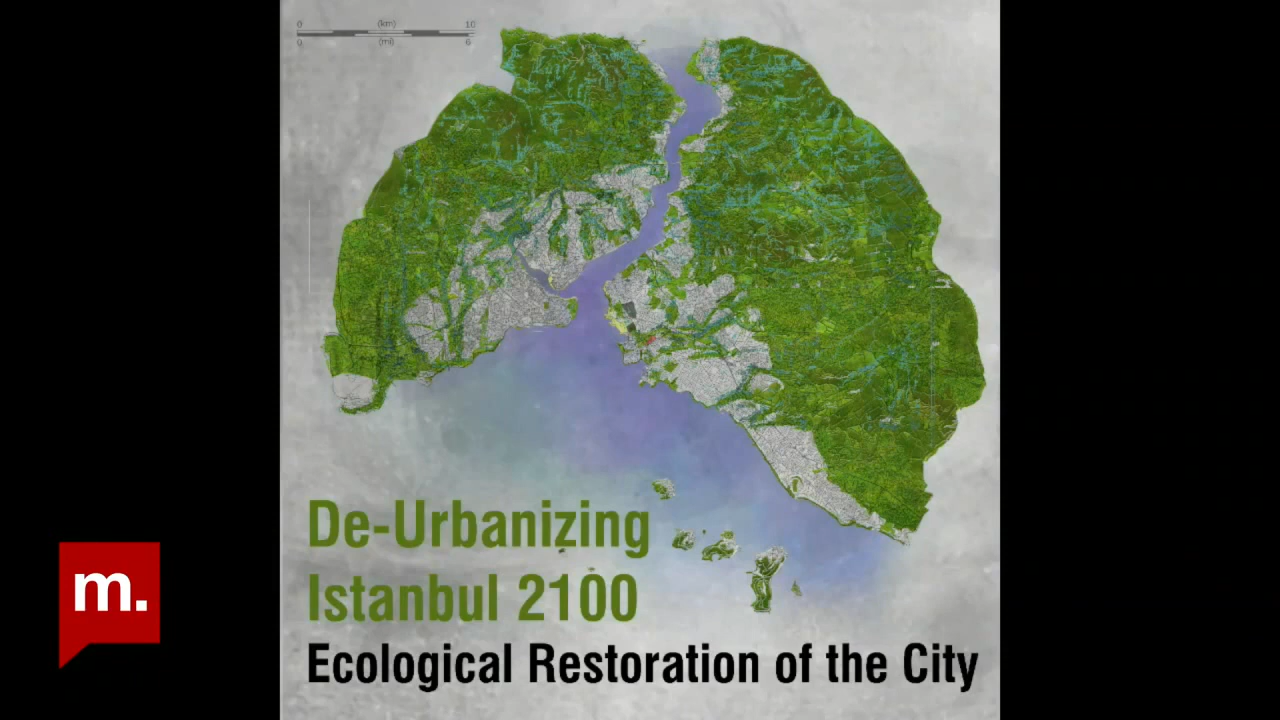 0 (km) 10
0 (mi) 6
De-Urbanizing
Istanbul 2100
Ecological Restoration of the City
m.